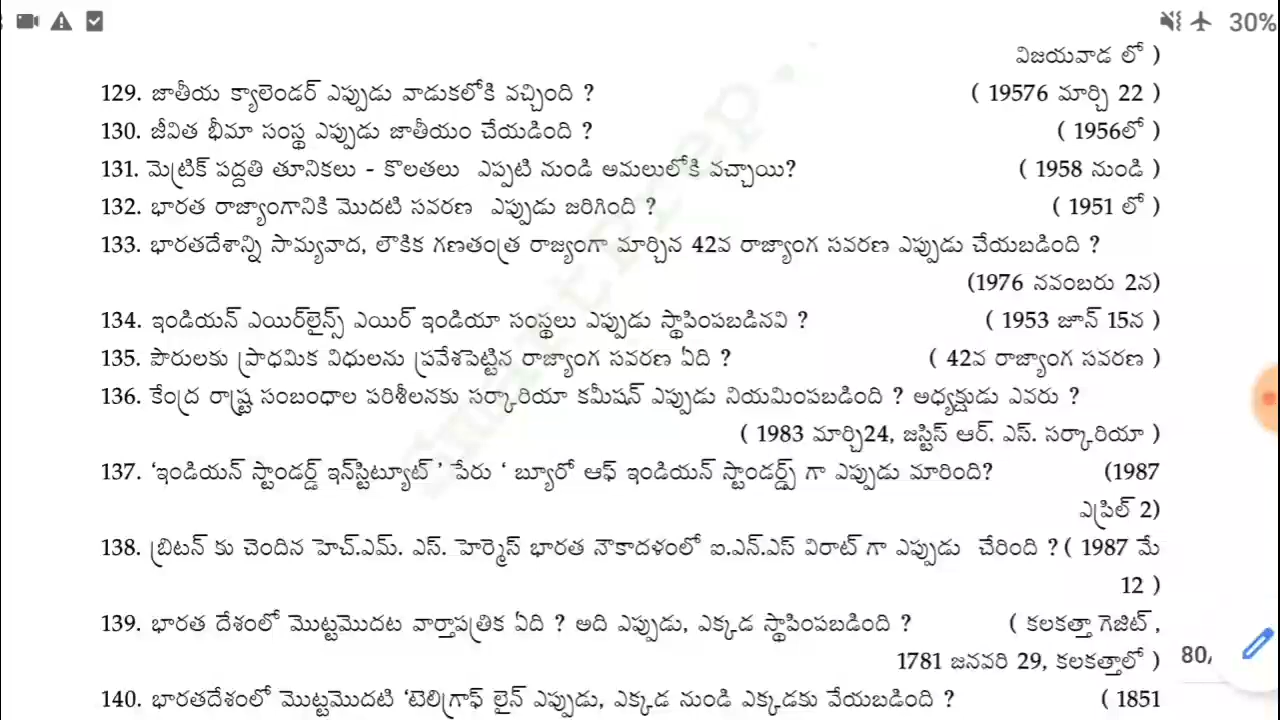 30%
విజయవాడ లో )
129. జాతీయ క్యాలెండర్ ఎప్పుడు వాడుకలోకి వచ్చింది ? ( 19576 మార్చి 22 )
130. జీవిత భీమా సంస్థ ఎప్పుడు జాతీయం చేయడింది ? ( 1956లో )
131. మెట్రిక్ పద్దతి తూనికలు - కొలతలు ఎప్పటి నుండి అమలులోకి వచ్చాయి? ( 1958 నుండి )
132. భారత రాజ్యాంగానికి మొదటి సవరణ ఎప్పుడు జరిగింది ? ( 1951 లో )
133. భారతదేశాన్ని సామ్యవాద, లౌకిక గణతంత్ర రాజ్యంగా మార్చిన 42వ రాజ్యాంగ సవరణ ఎప్పుడు చేయబడింది ?
(1976 నవంబరు 2న)
134. ఇండియన్ ఎయిర్‌లైన్స్ ఎయిర్ ఇండియా సంస్థలు ఎప్పుడు స్థాపింపబడినవి ? ( 1953 జూన్ 15న )
135. పౌరులకు ప్రాధమిక విధులను ప్రవేశపెట్టిన రాజ్యాంగ సవరణ ఏది ? ( 42వ రాజ్యాంగ సవరణ )
136. కేంద్ర రాష్ట్ర సంబంధాల పరిశీలనకు సర్కారియా కమీషన్ ఎప్పుడు నియమింపబడింది ? అధ్యక్షుడు ఎవరు ?
( 1983 మార్చి24, జస్టిస్ ఆర్. ఎస్. సర్కారియా )
137. ‘ఇండియన్ స్టాండర్డ్ ఇన్‌స్టిట్యూట్ ’ పేరు ‘ బ్యూరో ఆఫ్ ఇండియన్ స్టాండర్డ్స్ గా ఎప్పుడు మారింది? (1987
ఎప్రిల్ 2)
138. బ్రిటన్ కు చెందిన హెచ్.ఎమ్. ఎస్. హెర్మెస్ భారత నౌకాదళంలో ఐ.ఎన్.ఎస్ విరాట్ గా ఎప్పుడు చేరింది ? ( 1987 మే
12 )
139. భారత దేశంలో మొట్టమొదట వార్తాపత్రిక ఏది ? అది ఎప్పుడు, ఎక్కడ స్థాపింపబడింది ? ( కలకత్తా గెజిట్ ,
1781 జనవరి 29, కలకత్తాలో ) 80,
140. భారతదేశంలో మొట్టమొదటి ‘టెలిగ్రాఫ్ లైన్ ఎప్పుడు, ఎక్కడ నుండి ఎక్కడకు వేయబడింది ? ( 1851